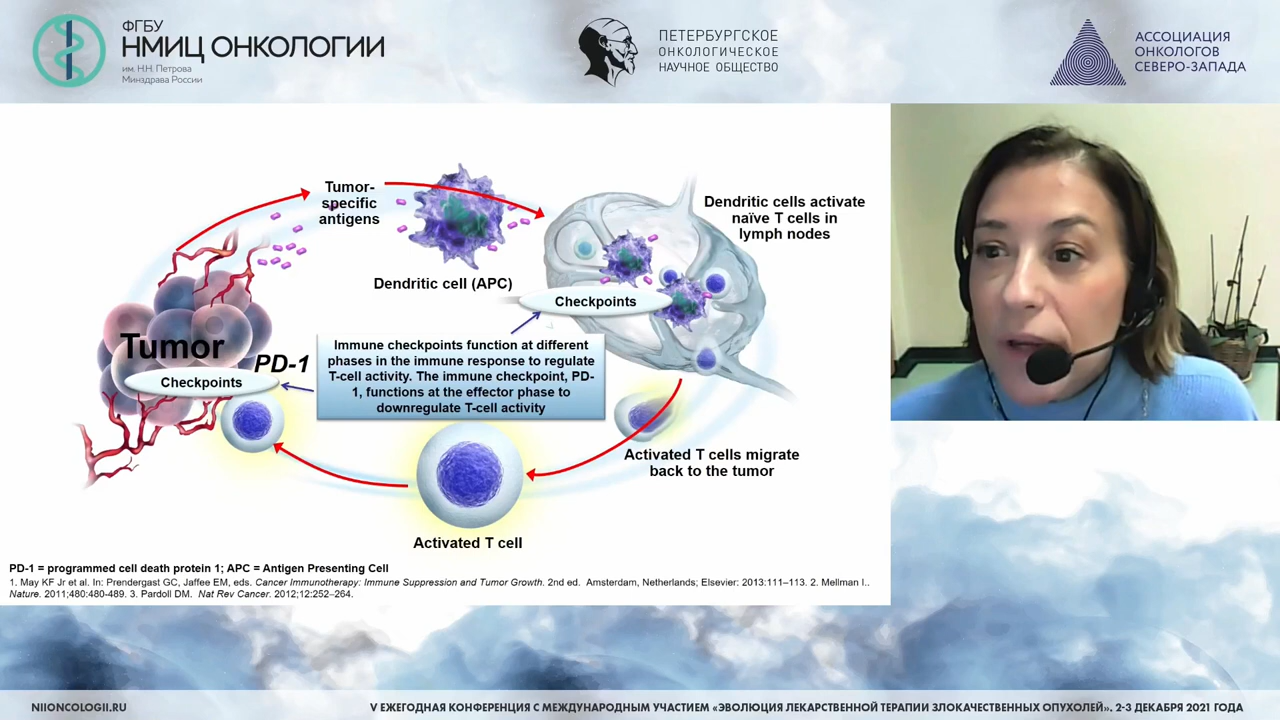 ФГБУ
НМИЦ ОНКОЛОГИИ
им. Н.Н. Петрова
Минздрава России
ПЕТЕРБУРГСКОЕ
ОНКОЛОГИЧЕСКОЕ
НАУЧНОЕ ОБЩЕСТВО
АССОЦИАЦИЯ
ОНКОЛОГОВ
СЕВЕРО-ЗАПАДА
Tumor-
specific
antigens
Dendritic cells activate
naïve T cells in
lymph nodes
Dendritic cell (APC)
Checkpoints
Immune checkpoints function at different
phases in the immune response to regulate
T-cell activity. The immune checkpoint, PD-
1, functions at the effector phase to
downregulate T-cell activity
Tumor
PD-1
Checkpoints
Activated T cells migrate
back to the tumor
Activated T cell
PD-1 = programmed cell death protein 1; APC = Antigen Presenting Cell
1. May KF Jr et al. In: Prendergast GC, Jaffee EM, eds. Cancer Immunotherapy: Immune Suppression and Tumor Growth. 2nd ed. Amsterdam, Netherlands; Elsevier: 2013:111–113. 2. Mellman I..
Nature. 2011;480:480-489. 3. Pardoll DM. Nat Rev Cancer. 2012;12:252–264.
NIIONCOLOGII.RU
V ЕЖЕГОДНАЯ КОНФЕРЕНЦИЯ С МЕЖДУНАРОДНЫМ УЧАСТИЕМ «ЭВОЛЮЦИЯ ЛЕКАРСТВЕННОЙ ТЕРАПИИ ЗЛОКАЧЕСТВЕННЫХ ОПУХОЛЕЙ». 2-3 ДЕКАБРЯ 2021 ГОДА